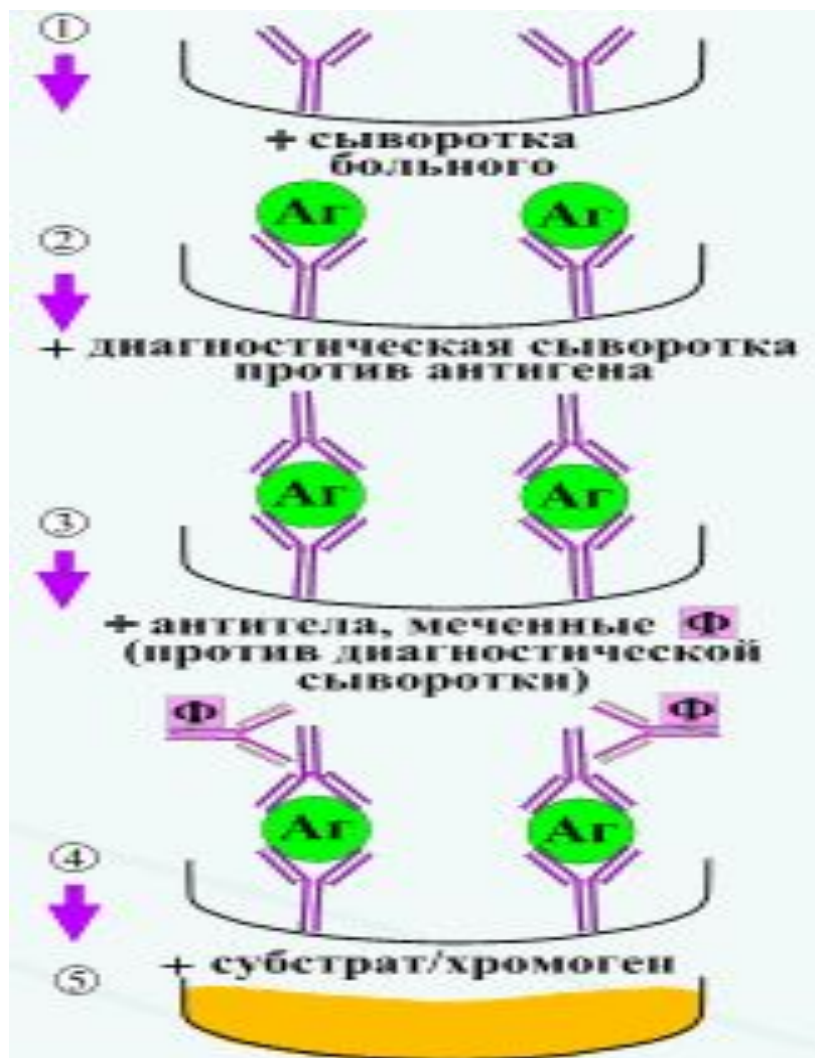 ①
+ сыворотка
больного
Аг Аг
②
+ диагностическая сыворотка
против антигена
Аг Аг
③
+ антитела, меченные Ф
(против диагностической
сыворотки)
Ф Ф
Аг Аг
④
+ субстрат/хромоген
⑤